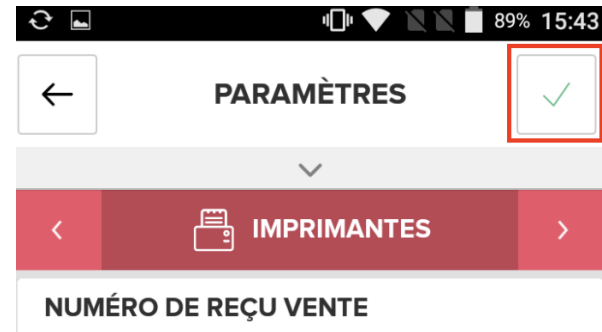 89% 15:43
PARAMÈTRES
IMPRIMANTES
NUMÉRO DE REÇU VENTE